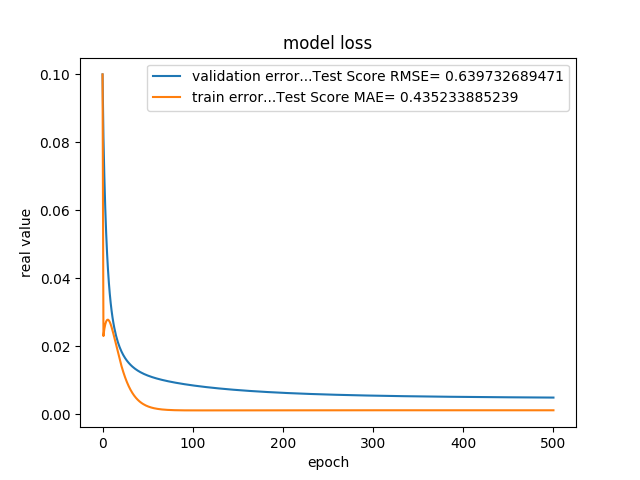 model loss
validation error...Test Score RMSE= 0.639732689471
train error...Test Score MAE= 0.435233885239
real value
0.10
0.08
0.06
0.04
0.02
0.00
0 100 200 300 400 500
epoch